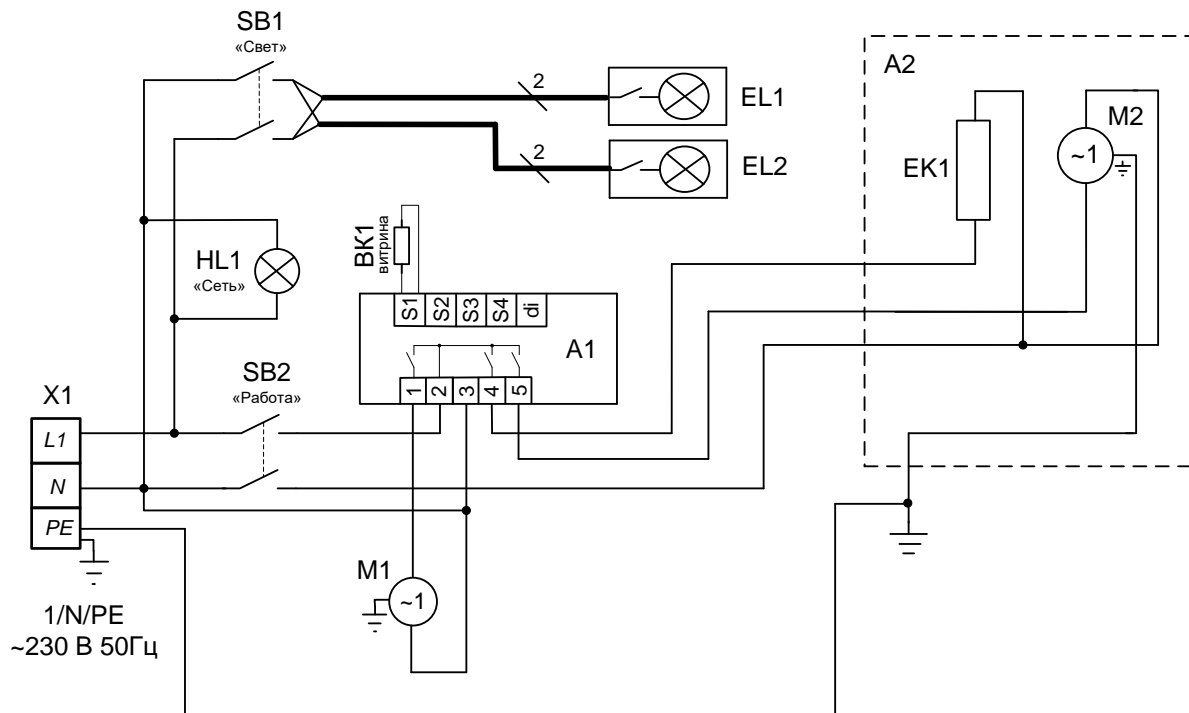 SB1
«Свет»
2
EL1
2
EL2
A2
M2
~1
EK1
HL1
«Сеть»
BK1
витрина
S1 S2 S3 S4 di
A1
1 2 3 4 5
SB2
«Работа»
X1
L1
N
PE
1/N/PE
~230 В 50Гц
M1
~1